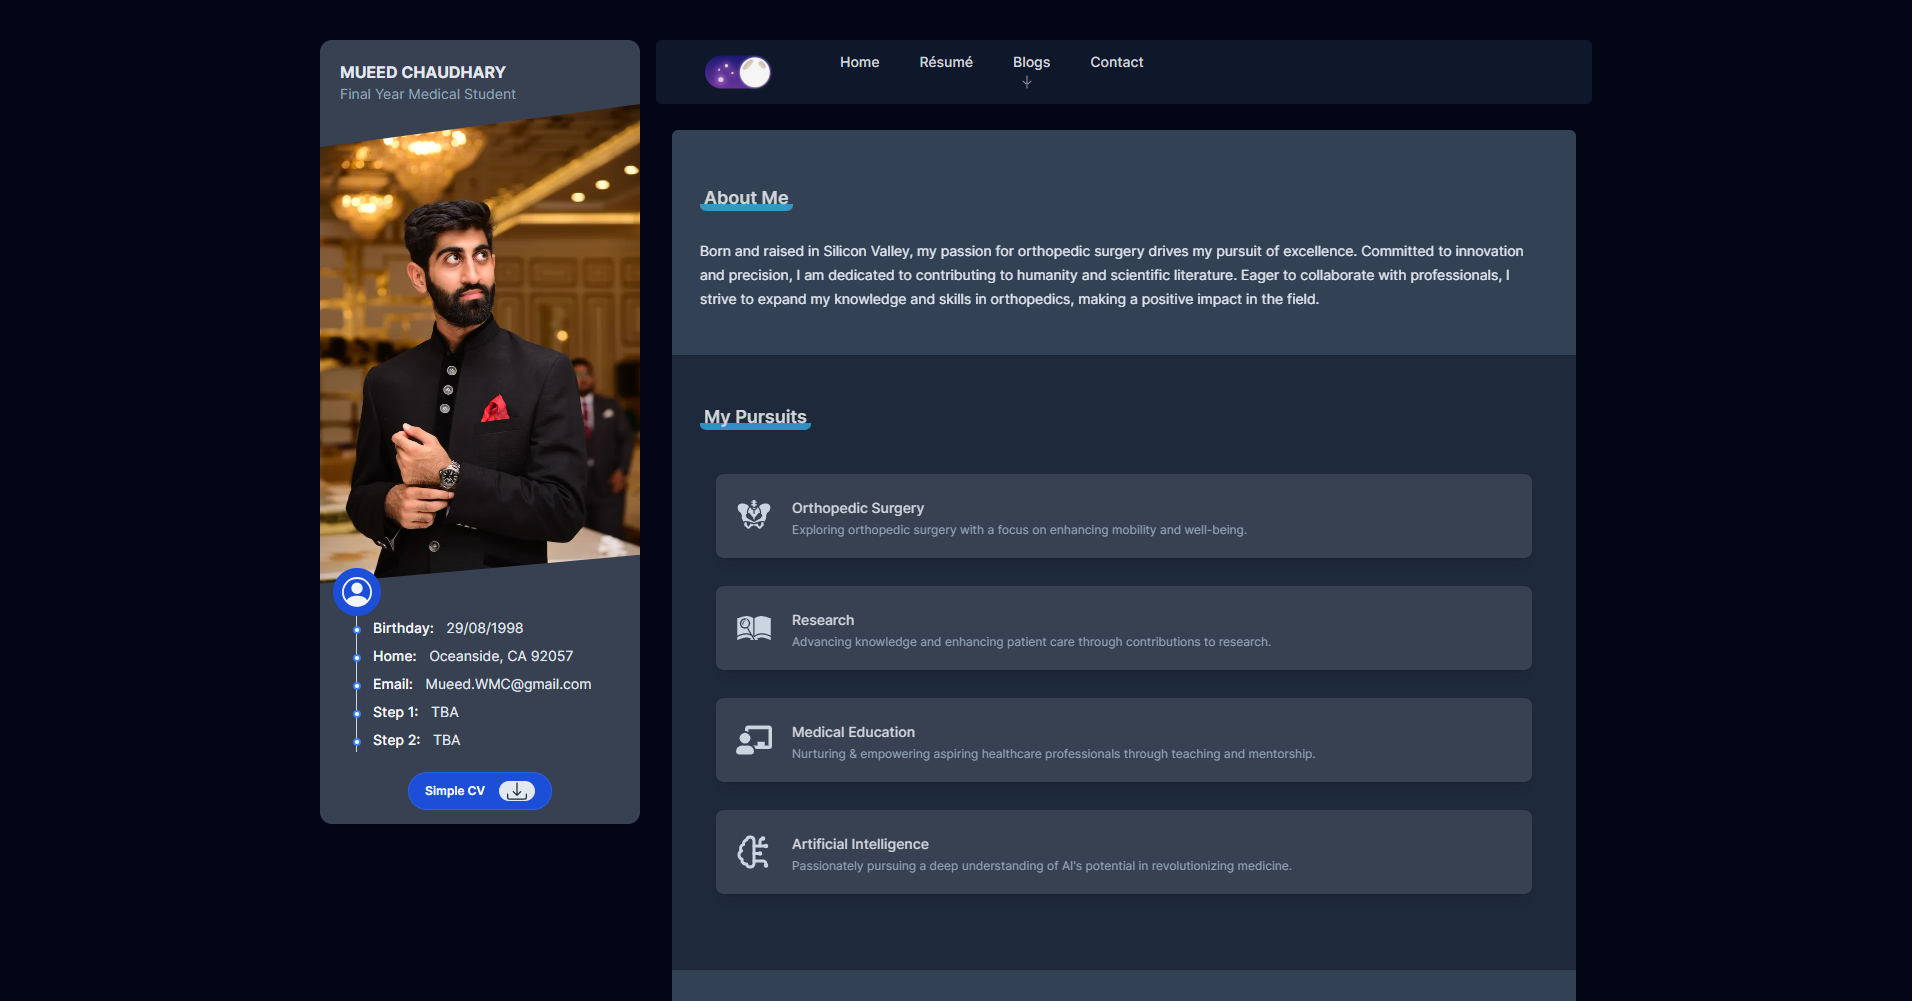 MUEED CHAUDHARY
Final Year Medical Student
Birthday: 29/08/1998
Home: Oceanside, CA 92057
Email: Mueed.WMC@gmail.com
Step 1: TBA
Step 2: TBA
Simple CV
Home Résumé Blogs Contact
About Me
Born and raised in Silicon Valley, my passion for orthopedic surgery drives my pursuit of excellence. Committed to innovation
and precision, I am dedicated to contributing to humanity and scientific literature. Eager to collaborate with professionals, I
strive to expand my knowledge and skills in orthopedics, making a positive impact in the field.
My Pursuits
Orthopedic Surgery
Exploring orthopedic surgery with a focus on enhancing mobility and well-being.
Research
Advancing knowledge and enhancing patient care through contributions to research.
Medical Education
Nurturing & empowering aspiring healthcare professionals through teaching and mentorship.
Artificial Intelligence
Passionately pursuing a deep understanding of AI's potential in revolutionizing medicine.